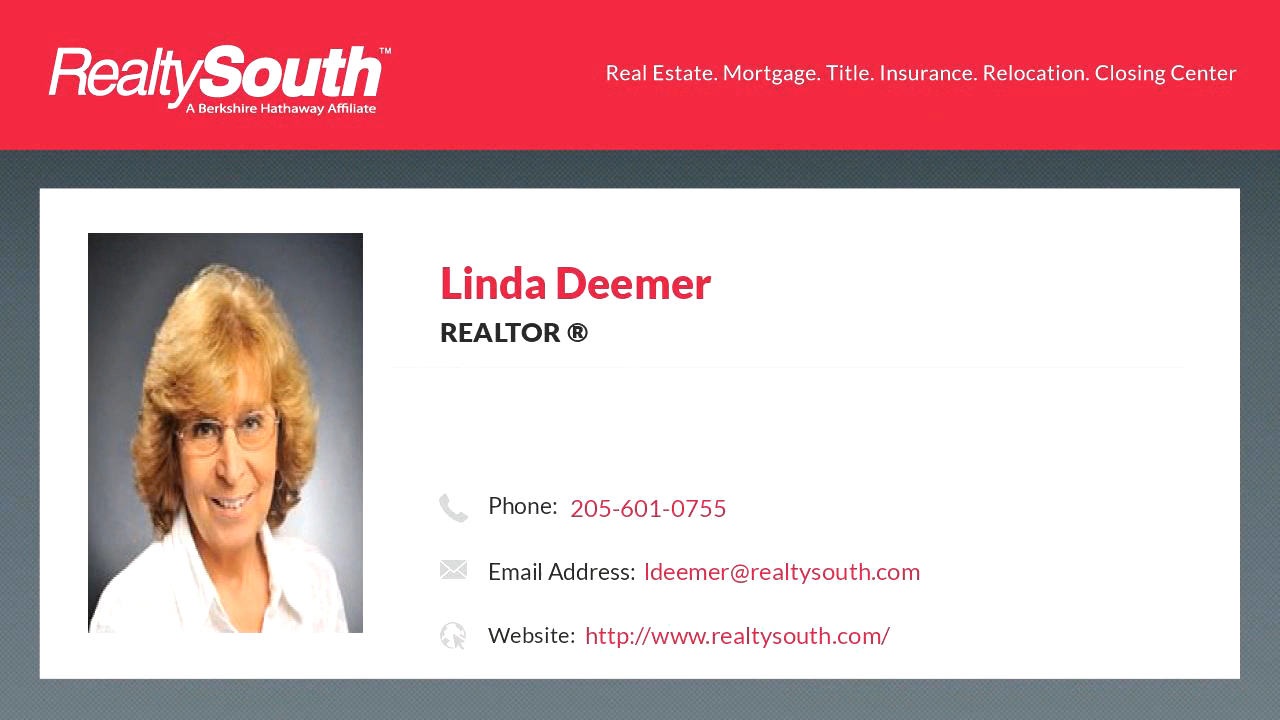 RealtySouth™
A Berkshire Hathaway Affiliate
Real Estate. Mortgage. Title. Insurance. Relocation. Closing Center
Linda Deemer
REALTOR ®
Phone: 205-601-0755
Email Address: ldeemer@realtysouth.com
Website: http://www.realtysouth.com/